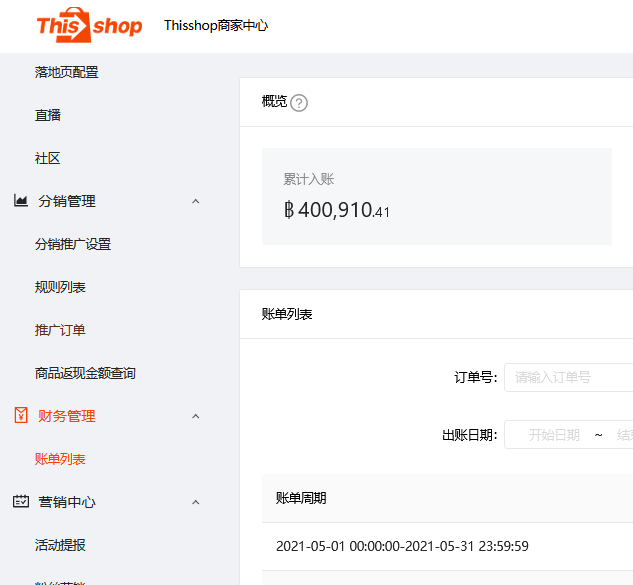 This shop
Thisshop商家中心
落地页配置
直播
社区
分销管理
分销推广设置
规则列表
推广订单
商品返现金额查询
财务管理
账单列表
营销中心
活动提报
概览 ?
累计入账
฿400,910.41
账单列表
订单号: 请输入订单号
出账日期: 开始日期 ~ 结
账单周期
2021-05-01 00:00:00-2021-05-31 23:59:59